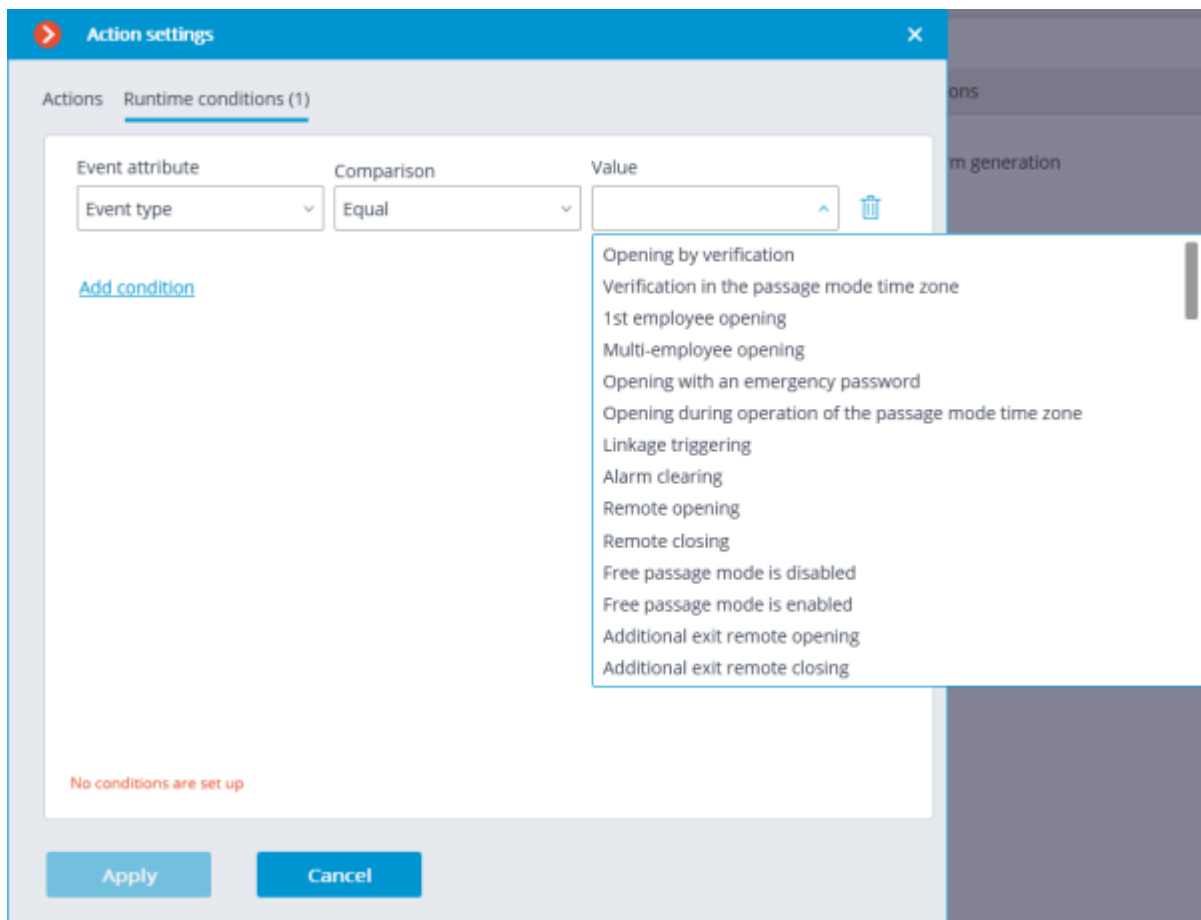 Action settings
Actions Runtime conditions (1)
ons
Event attribute Comparison Value
m generation
Event type Equal
Opening by verification
Add condition
Verification in the passage mode time zone
1st employee opening
Multi-employee opening
Opening with an emergency password
Opening during operation of the passage mode time zone
Linkage triggering
Alarm clearing
Remote opening
Remote closing
Free passage mode is disabled
Free passage mode is enabled
Additional exit remote opening
Additional exit remote closing
No conditions are set up
Apply Cancel